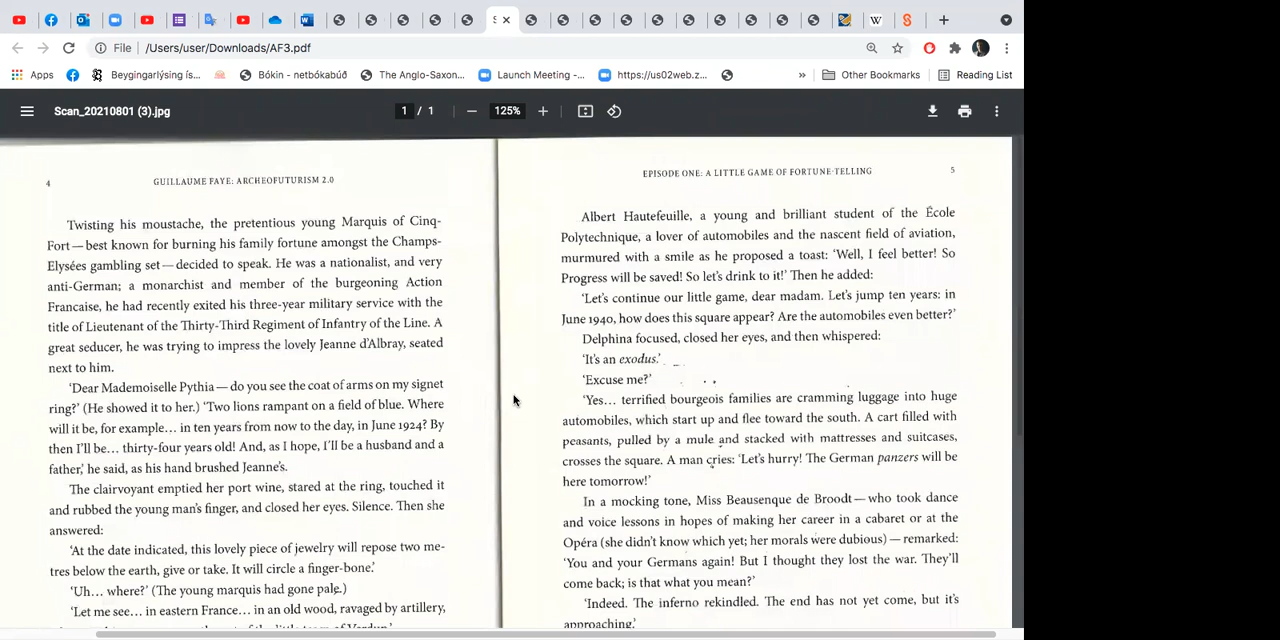 File
/Users/user/Downloads/AF3.pdf
Apps
Beygingarlýsing ís...
Bókin - netbókabúð
The Anglo-Saxon...
Launch Meeting -...
https://us02web.z...
»
Other Bookmarks
Reading List
Scan_20210801 (3).jpg
1 / 1
125%
4
GUILLAUME FAYE: ARCHEOFUTURISM 2.0
Twisting his moustache, the pretentious young Marquis of Cinq-
Fort—best known for burning his family fortune amongst the Champs-
Elysées gambling set—decided to speak. He was a nationalist, and very
anti-German; a monarchist and member of the burgeoning Action
Francaise, he had recently exited his three-year military service with the
title of Lieutenant of the Thirty-Third Regiment of Infantry of the Line. A
great seducer, he was trying to impress the lovely Jeanne d'Albray, seated
next to him.
'Dear Mademoiselle Pythia—do you see the coat of arms on my signet
ring?' (He showed it to her.) 'Two lions rampant on a field of blue. Where
will it be, for example... in ten years from now to the day, in June 1924? By
then I'll be... thirty-four years old! And, as I hope, I'll be a husband and a
father,' he said, as his hand brushed Jeanne's.
The clairvoyant emptied her port wine, stared at the ring, touched it
and rubbed the young man's finger, and closed her eyes. Silence. Then she
answered:
'At the date indicated, this lovely piece of jewelry will repose two me-
tres below the earth, give or take. It will circle a finger-bone.'
'Uh... where?' (The young marquis had gone pale.)
'Let me see... in eastern France... in an old wood, ravaged by artillery,
EPISODE ONE: A LITTLE GAME OF FORTUNE-TELLING
5
Albert Hautefeuille, a young and brilliant student of the École
Polytechnique, a lover of automobiles and the nascent field of aviation,
murmured with a smile as he proposed a toast: 'Well, I feel better! So
Progress will be saved! So let's drink to it!' Then he added:
'Let's continue our little game, dear madam. Let's jump ten years: in
June 1940, how does this square appear? Are the automobiles even better?'
Delphina focused, closed her eyes, and then whispered:
'It's an exodus.'
'Excuse me?'
'Yes... terrified bourgeois families are cramming luggage into huge
automobiles, which start up and flee toward the south. A cart filled with
peasants, pulled by a mule and stacked with mattresses and suitcases,
crosses the square. A man cries: 'Let's hurry! The German panzers will be
here tomorrow!'
In a mocking tone, Miss Beausenque de Broodt—who took dance
and voice lessons in hopes of making her career in a cabaret or at the
Opéra (she didn't know which yet; her morals were dubious)—remarked:
'You and your Germans again! But I thought they lost the war. They'll
come back; is that what you mean?'
'Indeed. The inferno rekindled. The end has not yet come, but it's
approaching.'